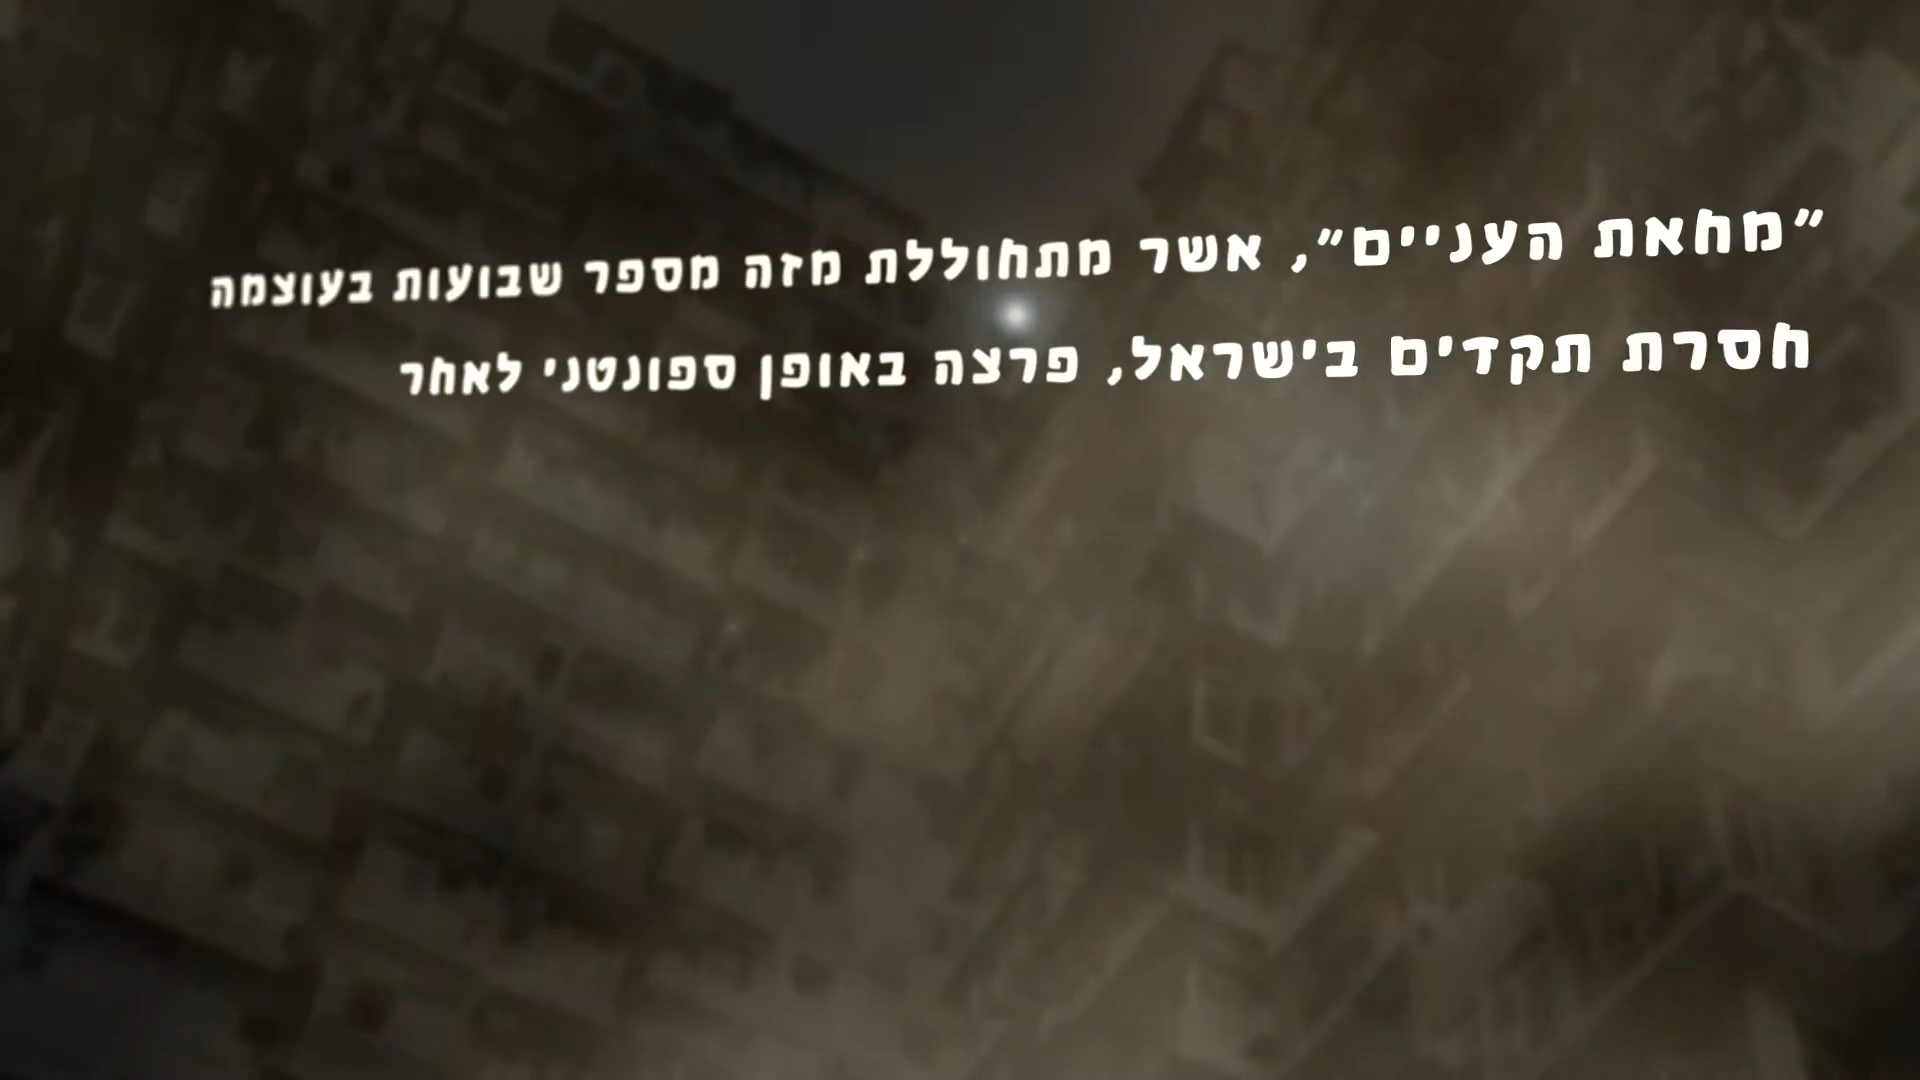 "מחאת העניים", אשר מתחוללת מזה מספר שבועות בעוצמה
חסרת תקדים בישראל, פרצה באופן ספונטני לאחר